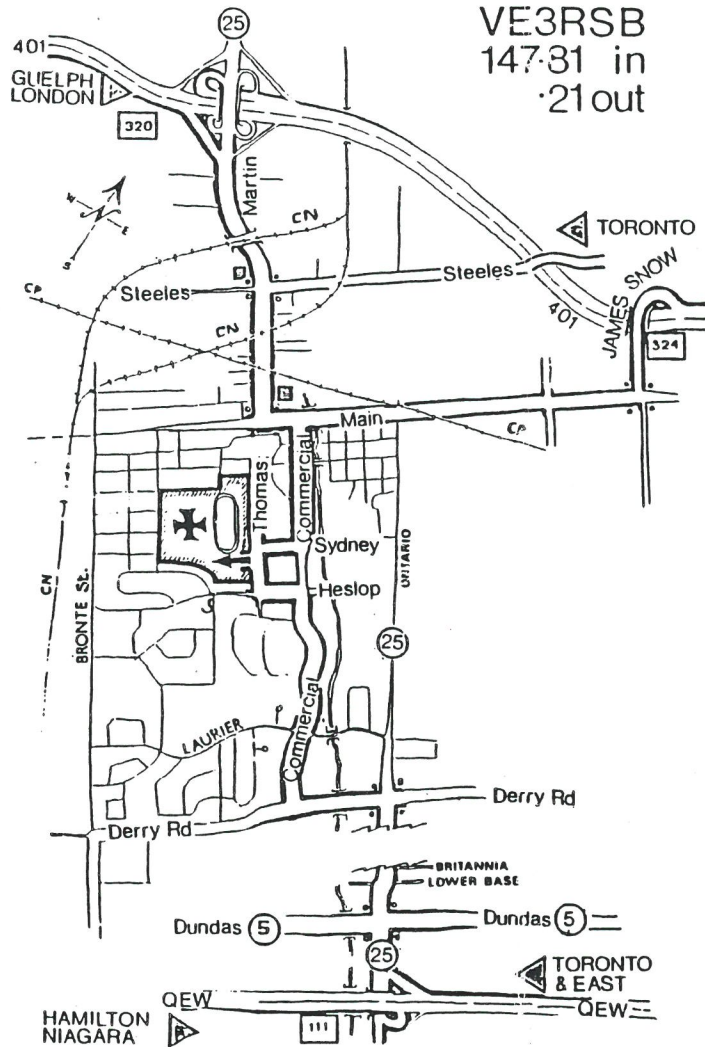 VE3RSB
147.81 in
.21 out
25
401
GUELPH
LONDON
320
Martin
N
W
E
S
CN
TORONTO
Steeles
Steeles
JAMES SNOW
401
324
CP
CN
Main
CP
Thomas
Commercial
Sydney
Heslop
ONTARIO
CN
BRONTE St.
25
LAURIER
Commercial
Derry Rd
Derry Rd
BRITANNIA
LOWER BASE
Dundas 5
Dundas 5
25
TORONTO
& EAST
QEW
QEW
HAMILTON
NIAGARA
111